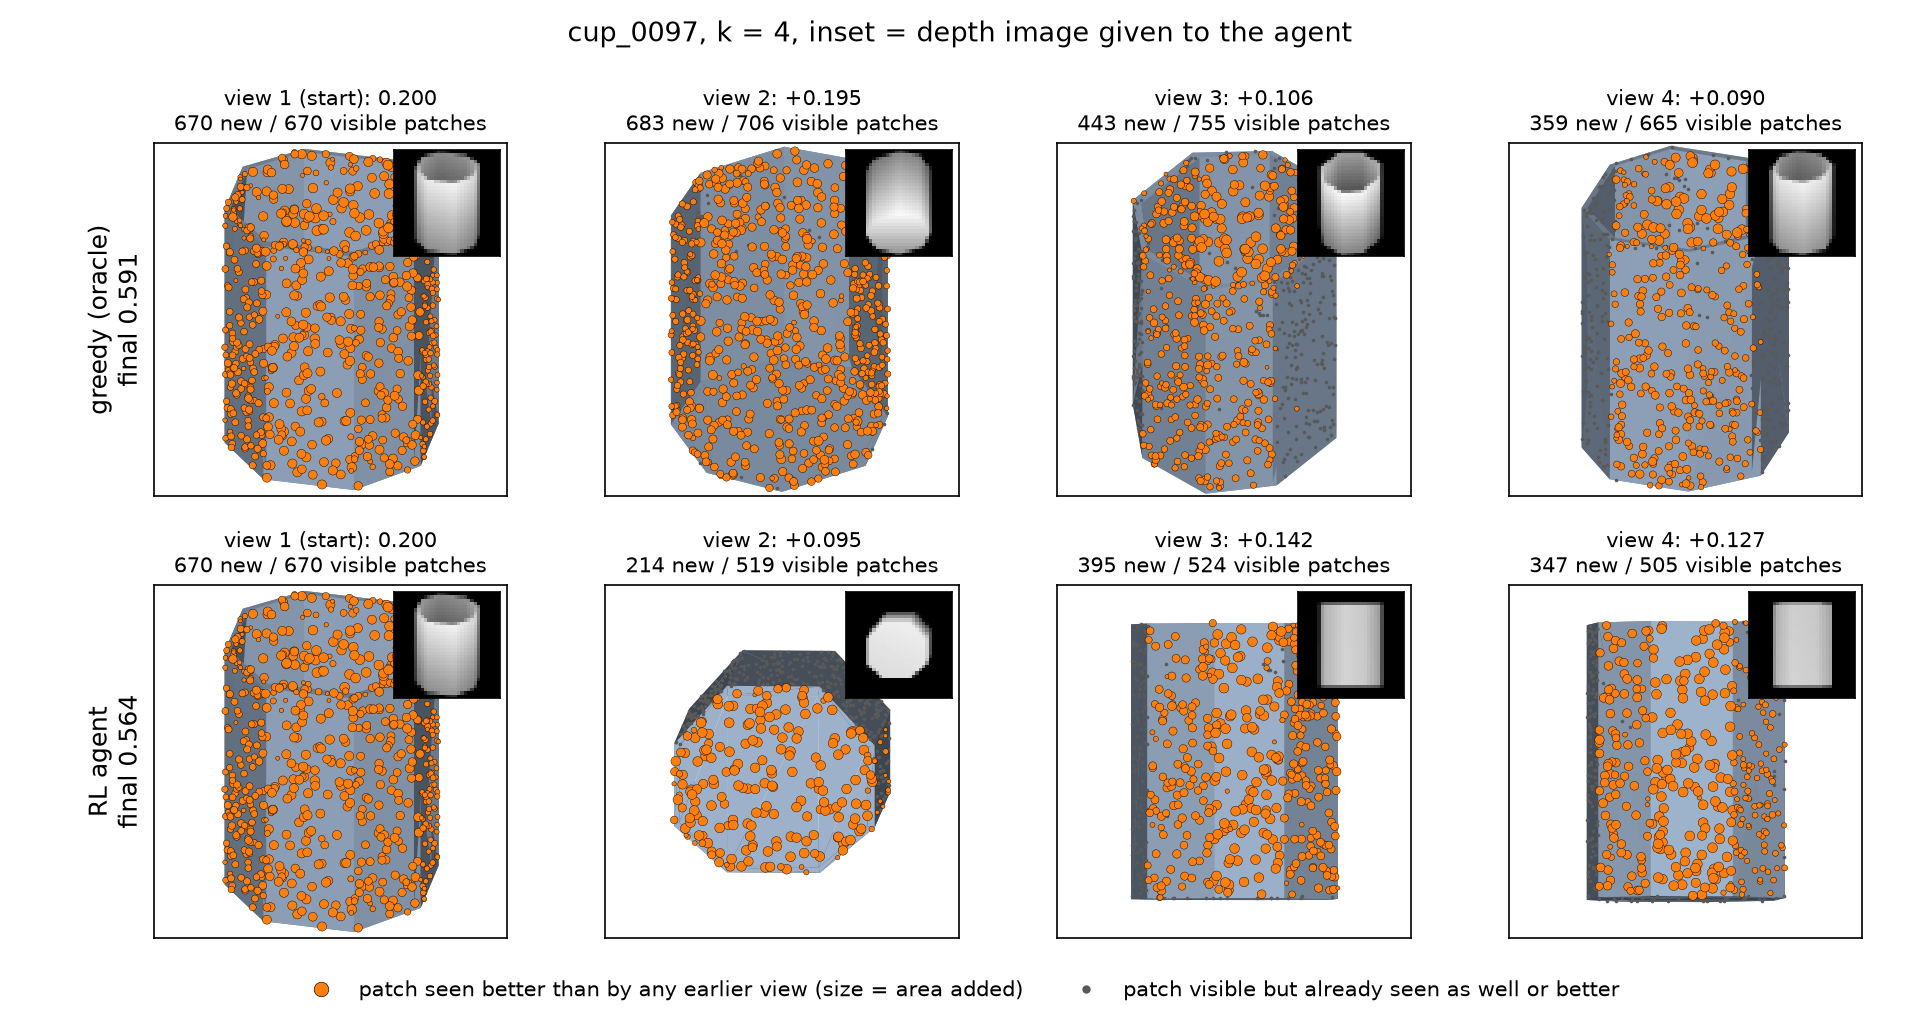 cup_0097, k = 4, inset = depth image given to the agent
view 1 (start): 0.200
670 new / 670 visible patches
view 2: +0.195
683 new / 706 visible patches
view 3: +0.106
443 new / 755 visible patches
view 4: +0.090
359 new / 665 visible patches
greedy (oracle)
final 0.591
view 1 (start): 0.200
670 new / 670 visible patches
view 2: +0.095
214 new / 519 visible patches
view 3: +0.142
395 new / 524 visible patches
view 4: +0.127
347 new / 505 visible patches
RL agent
final 0.564
patch seen better than by any earlier view (size = area added)
patch visible but already seen as well or better